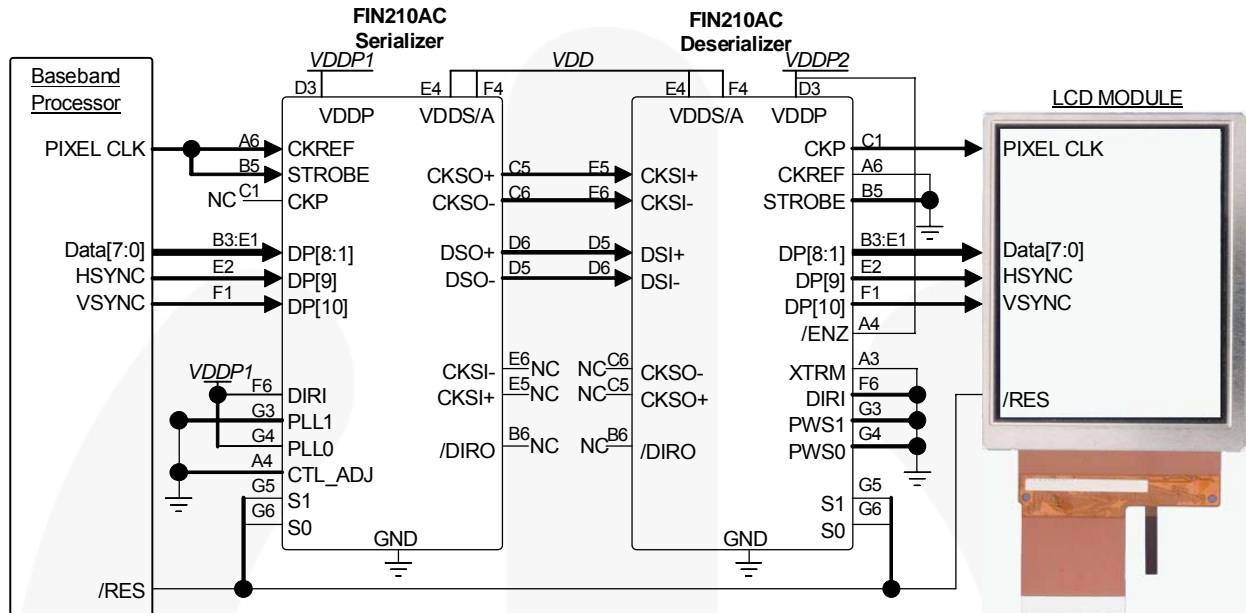 FIN210AC
Serializer
FIN210AC
Deserializer
VDDP1
VDD
VDDP2
Baseband
Processor
D3
E4
F4
E4
F4
D3
LCD MODULE
VDDP
VDDS/A
VDDS/A
VDDP
PIXEL CLK
A6
CKREF
B5
STROBE
NC
C1
CKP
CKSO+
C5
E5
CKSI+
CKSO-
C6
E6
CKSI-
CKP
C1
PIXEL CLK
CKREF
A6
STROBE
B5
Data[7:0]
B3:E1
DP[8:1]
HSYNC
E2
DP[9]
VSYNC
F1
DP[10]
DSO+
D6
D5
DSI+
DSO-
D5
D6
DSI-
DP[8:1]
B3:E1
Data[7:0]
DP[9]
E2
HSYNC
DP[10]
F1
VSYNC
/ENZ
A4
VDDP1
F6
DIRI
G3
PLL1
G4
PLL0
A4
CTL_ADJ
G5
S1
G6
S0
CKSI-
E6
NC
NC
C6
CKSO-
CKSI+
E5
NC
NC
C5
CKSO+
/DIRO
B6
NC
NC
B6
/DIRO
XTRM
A3
DIRI
F6
PWS1
G3
PWS0
G4
S1
G5
S0
G6
/RES
GND
GND
/RES